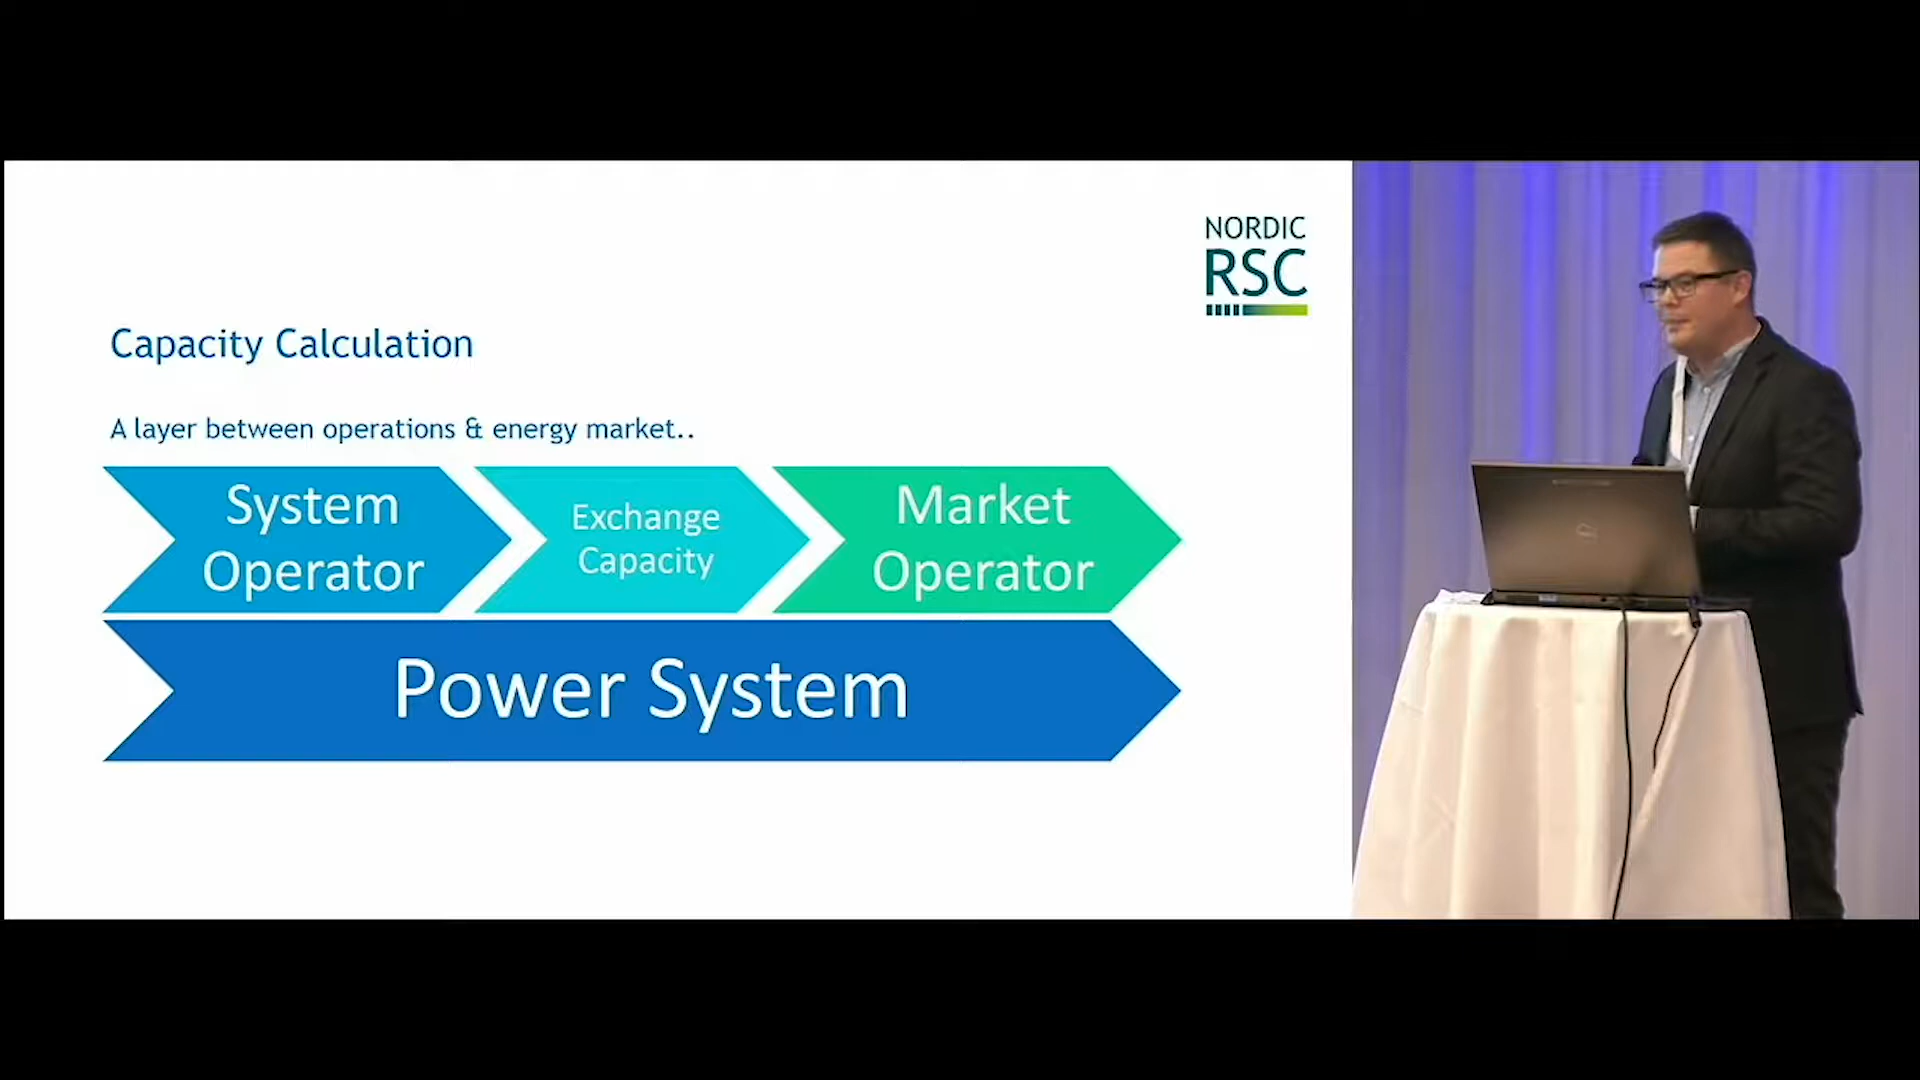 NORDIC
RSC
Capacity Calculation
A layer between operations & energy market..
System
Operator
Exchange
Capacity
Market
Operator
Power System